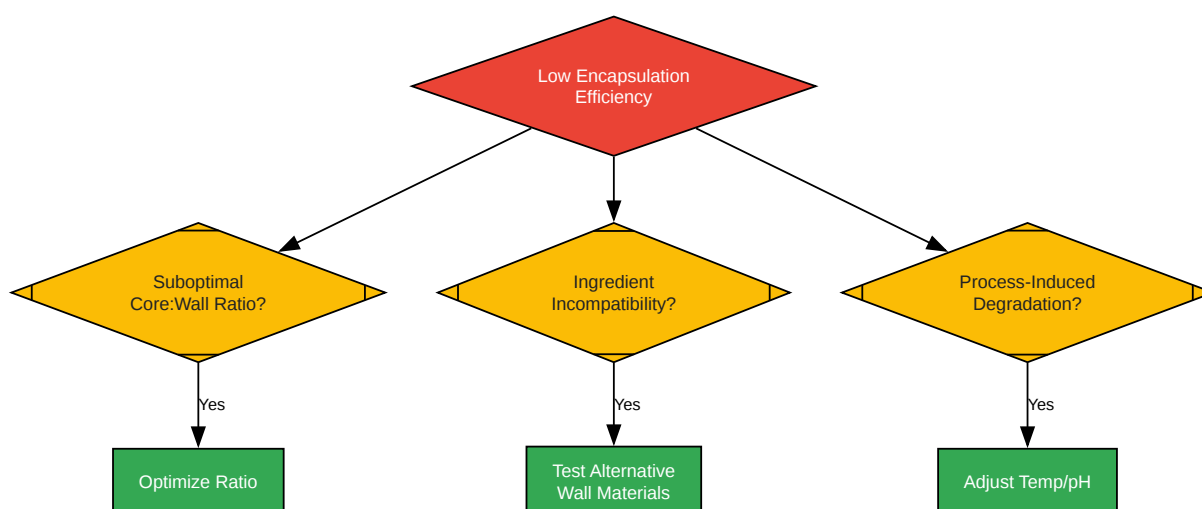 Low Encapsulation
Efficiency
Suboptimal
Core:Wall Ratio?
Ingredient
Incompatibility?
Process-Induced
Degradation?
Yes
Yes
Yes
Optimize Ratio
Test Alternative
Wall Materials
Adjust Temp/pH